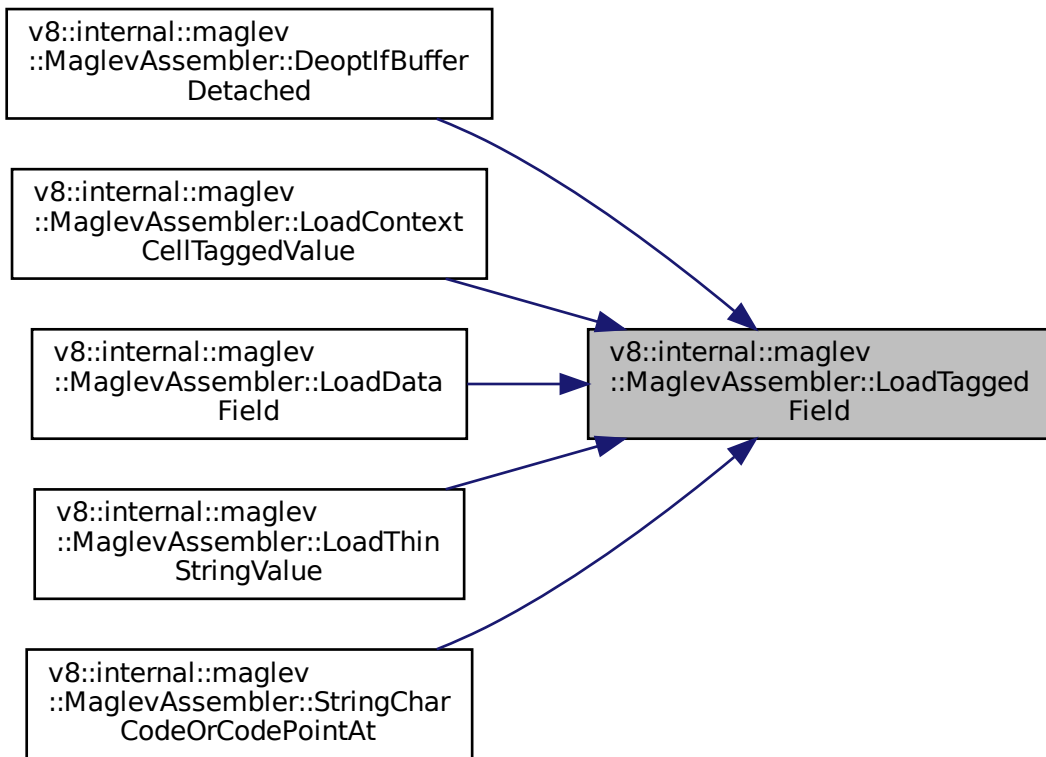 v8::internal::maglev
::MaglevAssembler::DeoptIfBuffer
Detached
v8::internal::maglev
::MaglevAssembler::LoadContext
CellTaggedValue
v8::internal::maglev
::MaglevAssembler::LoadData
Field
v8::internal::maglev
::MaglevAssembler::LoadThin
StringValue
v8::internal::maglev
::MaglevAssembler::StringChar
CodeOrCodePointAt
v8::internal::maglev
::MaglevAssembler::LoadTagged
Field